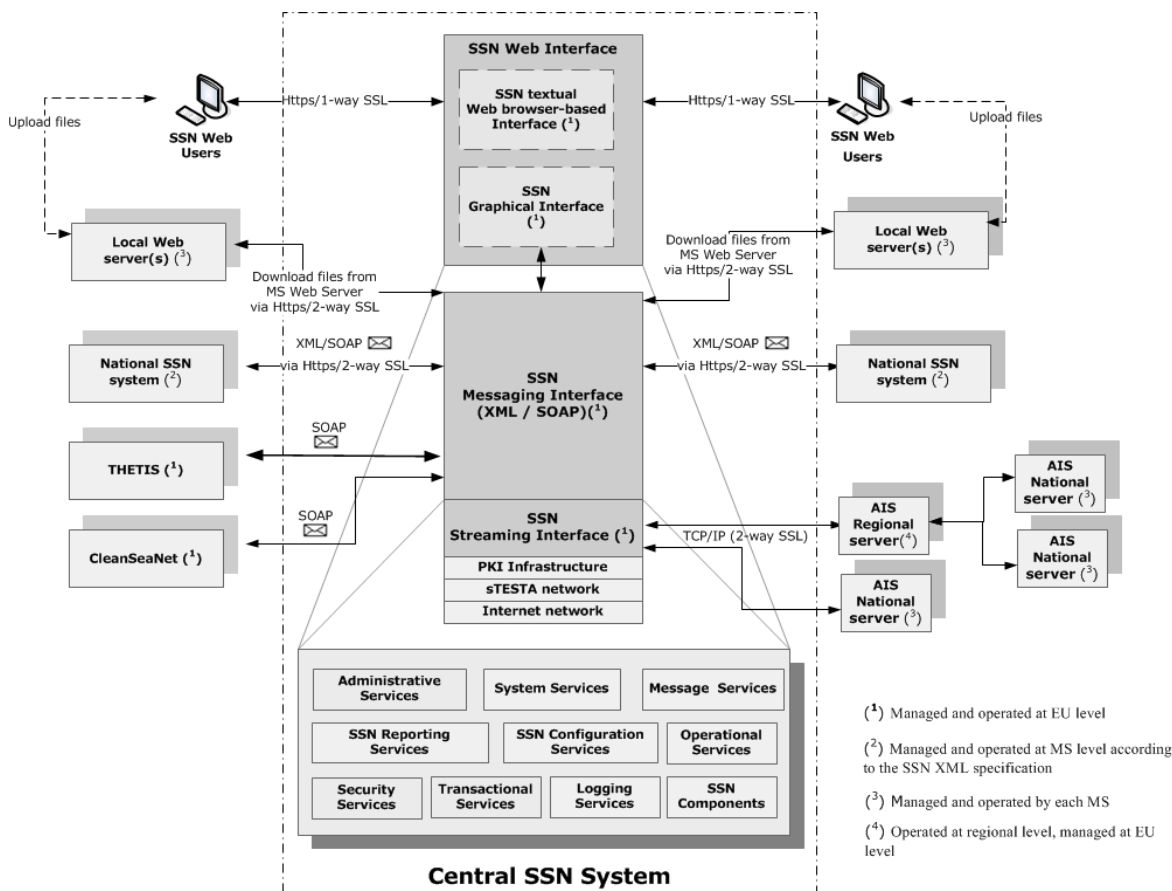 SSN Web Interface
SSN textual
Web browser-based
Interface (¹)
SSN
Graphical Interface
(¹)
Https/1-way SSL
Https/1-way SSL
SSN Web
Users
SSN Web
Users
Upload files
Upload files
Local Web
server(s) (³)
Local Web
server(s) (³)
Download files from
MS Web Server
via Https/2-way SSL
Download files from
MS Web Server
via Https/2-way SSL
National SSN
system (²)
XML/SOAP
via Https/2-way SSL
SSN
Messaging Interface
(XML / SOAP)(¹)
XML/SOAP
via Https/2-way SSL
National SSN
system (²)
THETIS (¹)
SOAP
CleanSeaNet (¹)
SOAP
SSN
Streaming Interface (¹)
TCP/IP (2-way SSL)
AIS
Regional
server(⁴)
AIS
National
server (³)
AIS
National
server (³)
AIS
National
server (³)
PKI Infrastructure
sTESTA network
Internet network
Administrative
Services
System Services
Message Services
SSN Reporting
Services
SSN Configuration
Services
Operational
Services
Security
Services
Transactional
Services
Logging
Services
SSN
Components
Central SSN System
(¹) Managed and operated at EU level
(²) Managed and operated at MS level according
to the SSN XML specification
(³) Managed and operated by each MS
(⁴) Operated at regional level, managed at EU
level